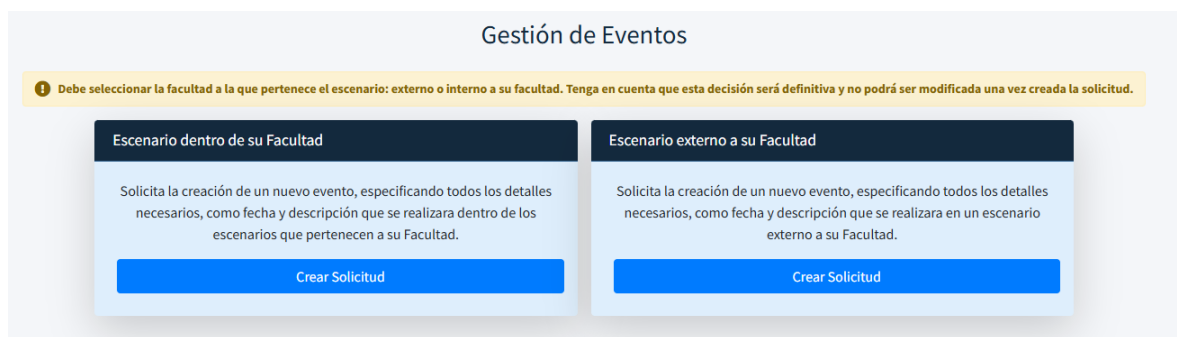 Gestión de Eventos
Debe seleccionar la facultad a la que pertenece el escenario: externo o interno a su facultad. Tenga en cuenta que esta decisión será definitiva y no podrá ser modificada una vez creada la solicitud.
Escenario dentro de su Facultad
Solicita la creación de un nuevo evento, especificando todos los detalles
necesarios, como fecha y descripción que se realizara dentro de los
escenarios que pertenecen a su Facultad.
Crear Solicitud
Escenario externo a su Facultad
Solicita la creación de un nuevo evento, especificando todos los detalles
necesarios, como fecha y descripción que se realizara en un escenario
externo a su Facultad.
Crear Solicitud